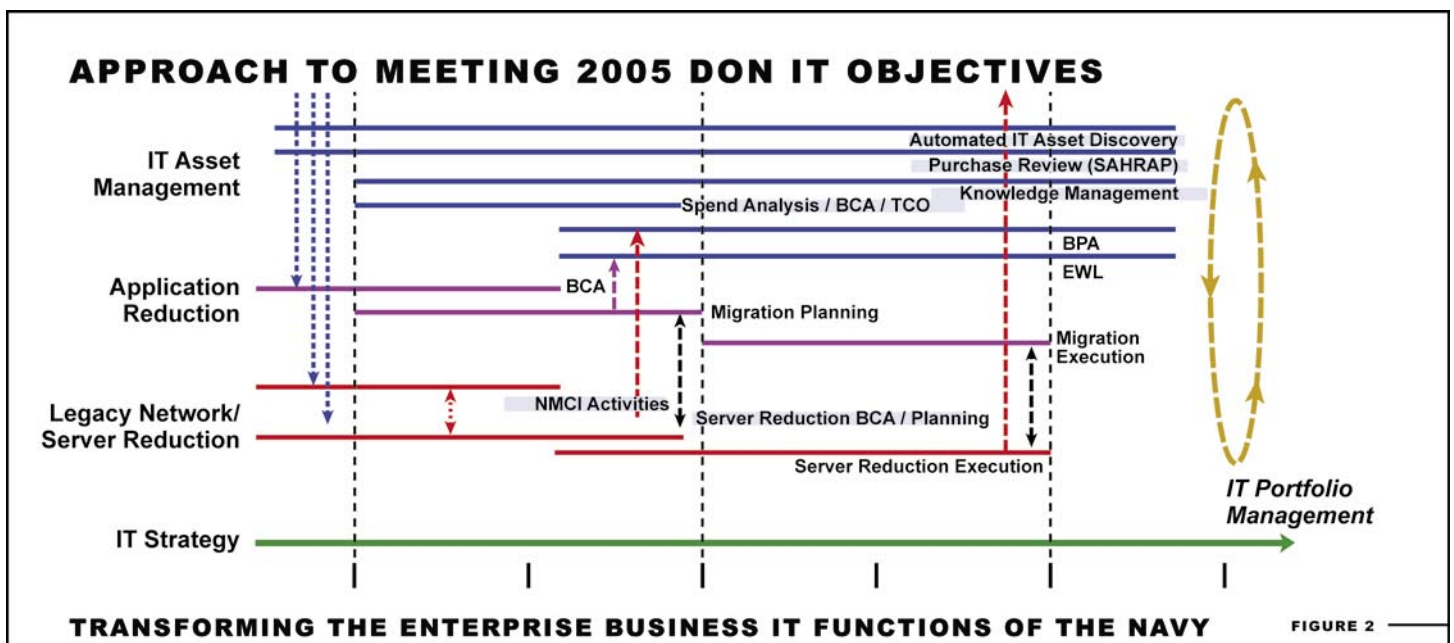 APPROACH TO MEETING 2005 DON IT OBJECTIVES
IT Asset
Management
Automated IT Asset Discovery
Purchase Review (SAHRAP)
Knowledge Management
Spend Analysis / BCA / TCO
BPA
EWL
Application
Reduction
BCA
Migration Planning
Migration
Execution
Legacy Network/
Server Reduction
NMCI Activities
Server Reduction BCA / Planning
Server Reduction Execution
IT Portfolio
Management
IT Strategy
TRANSFORMING THE ENTERPRISE BUSINESS IT FUNCTIONS OF THE NAVY
FIGURE 2